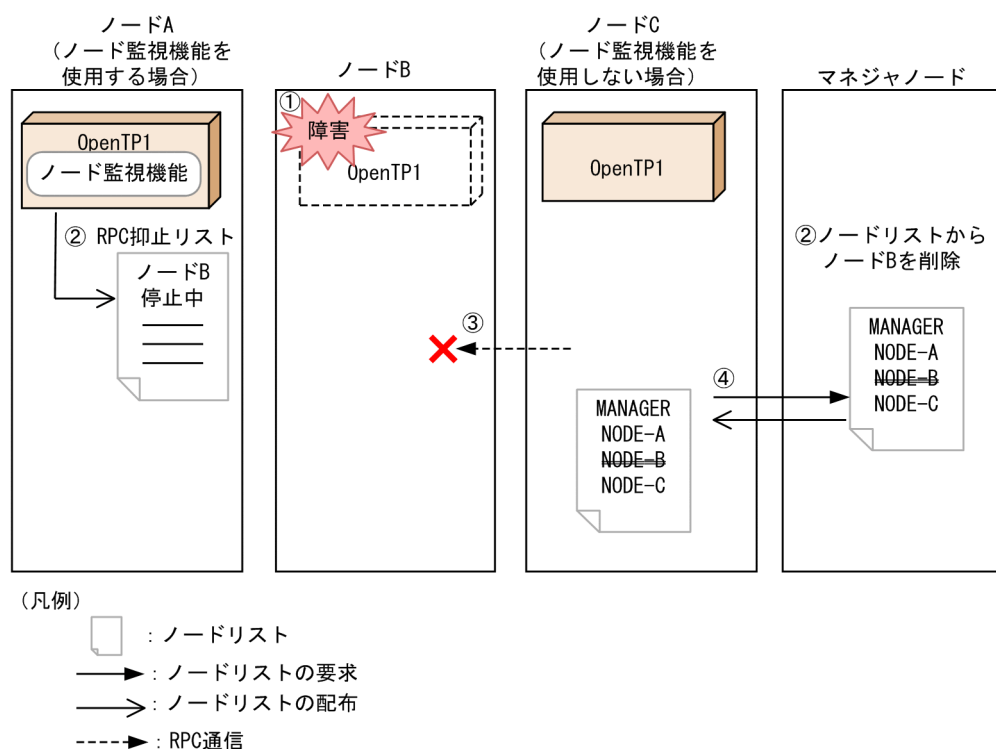 ノードA
(ノード監視機能を
使用する場合)
ノードB
ノードC
(ノード監視機能を
使用しない場合)
マネジャノード
OpenTP1
ノード監視機能
①
障害
OpenTP1
OpenTP1
② RPC抑止リスト
ノードB
停止中
②ノードリストから
ノードBを削除
③
MANAGER
NODE-A
NODE-B
NODE-C
④
MANAGER
NODE-A
NODE-B
NODE-C
(凡例)
：ノードリスト
：ノードリストの要求
：ノードリストの配布
：RPC通信